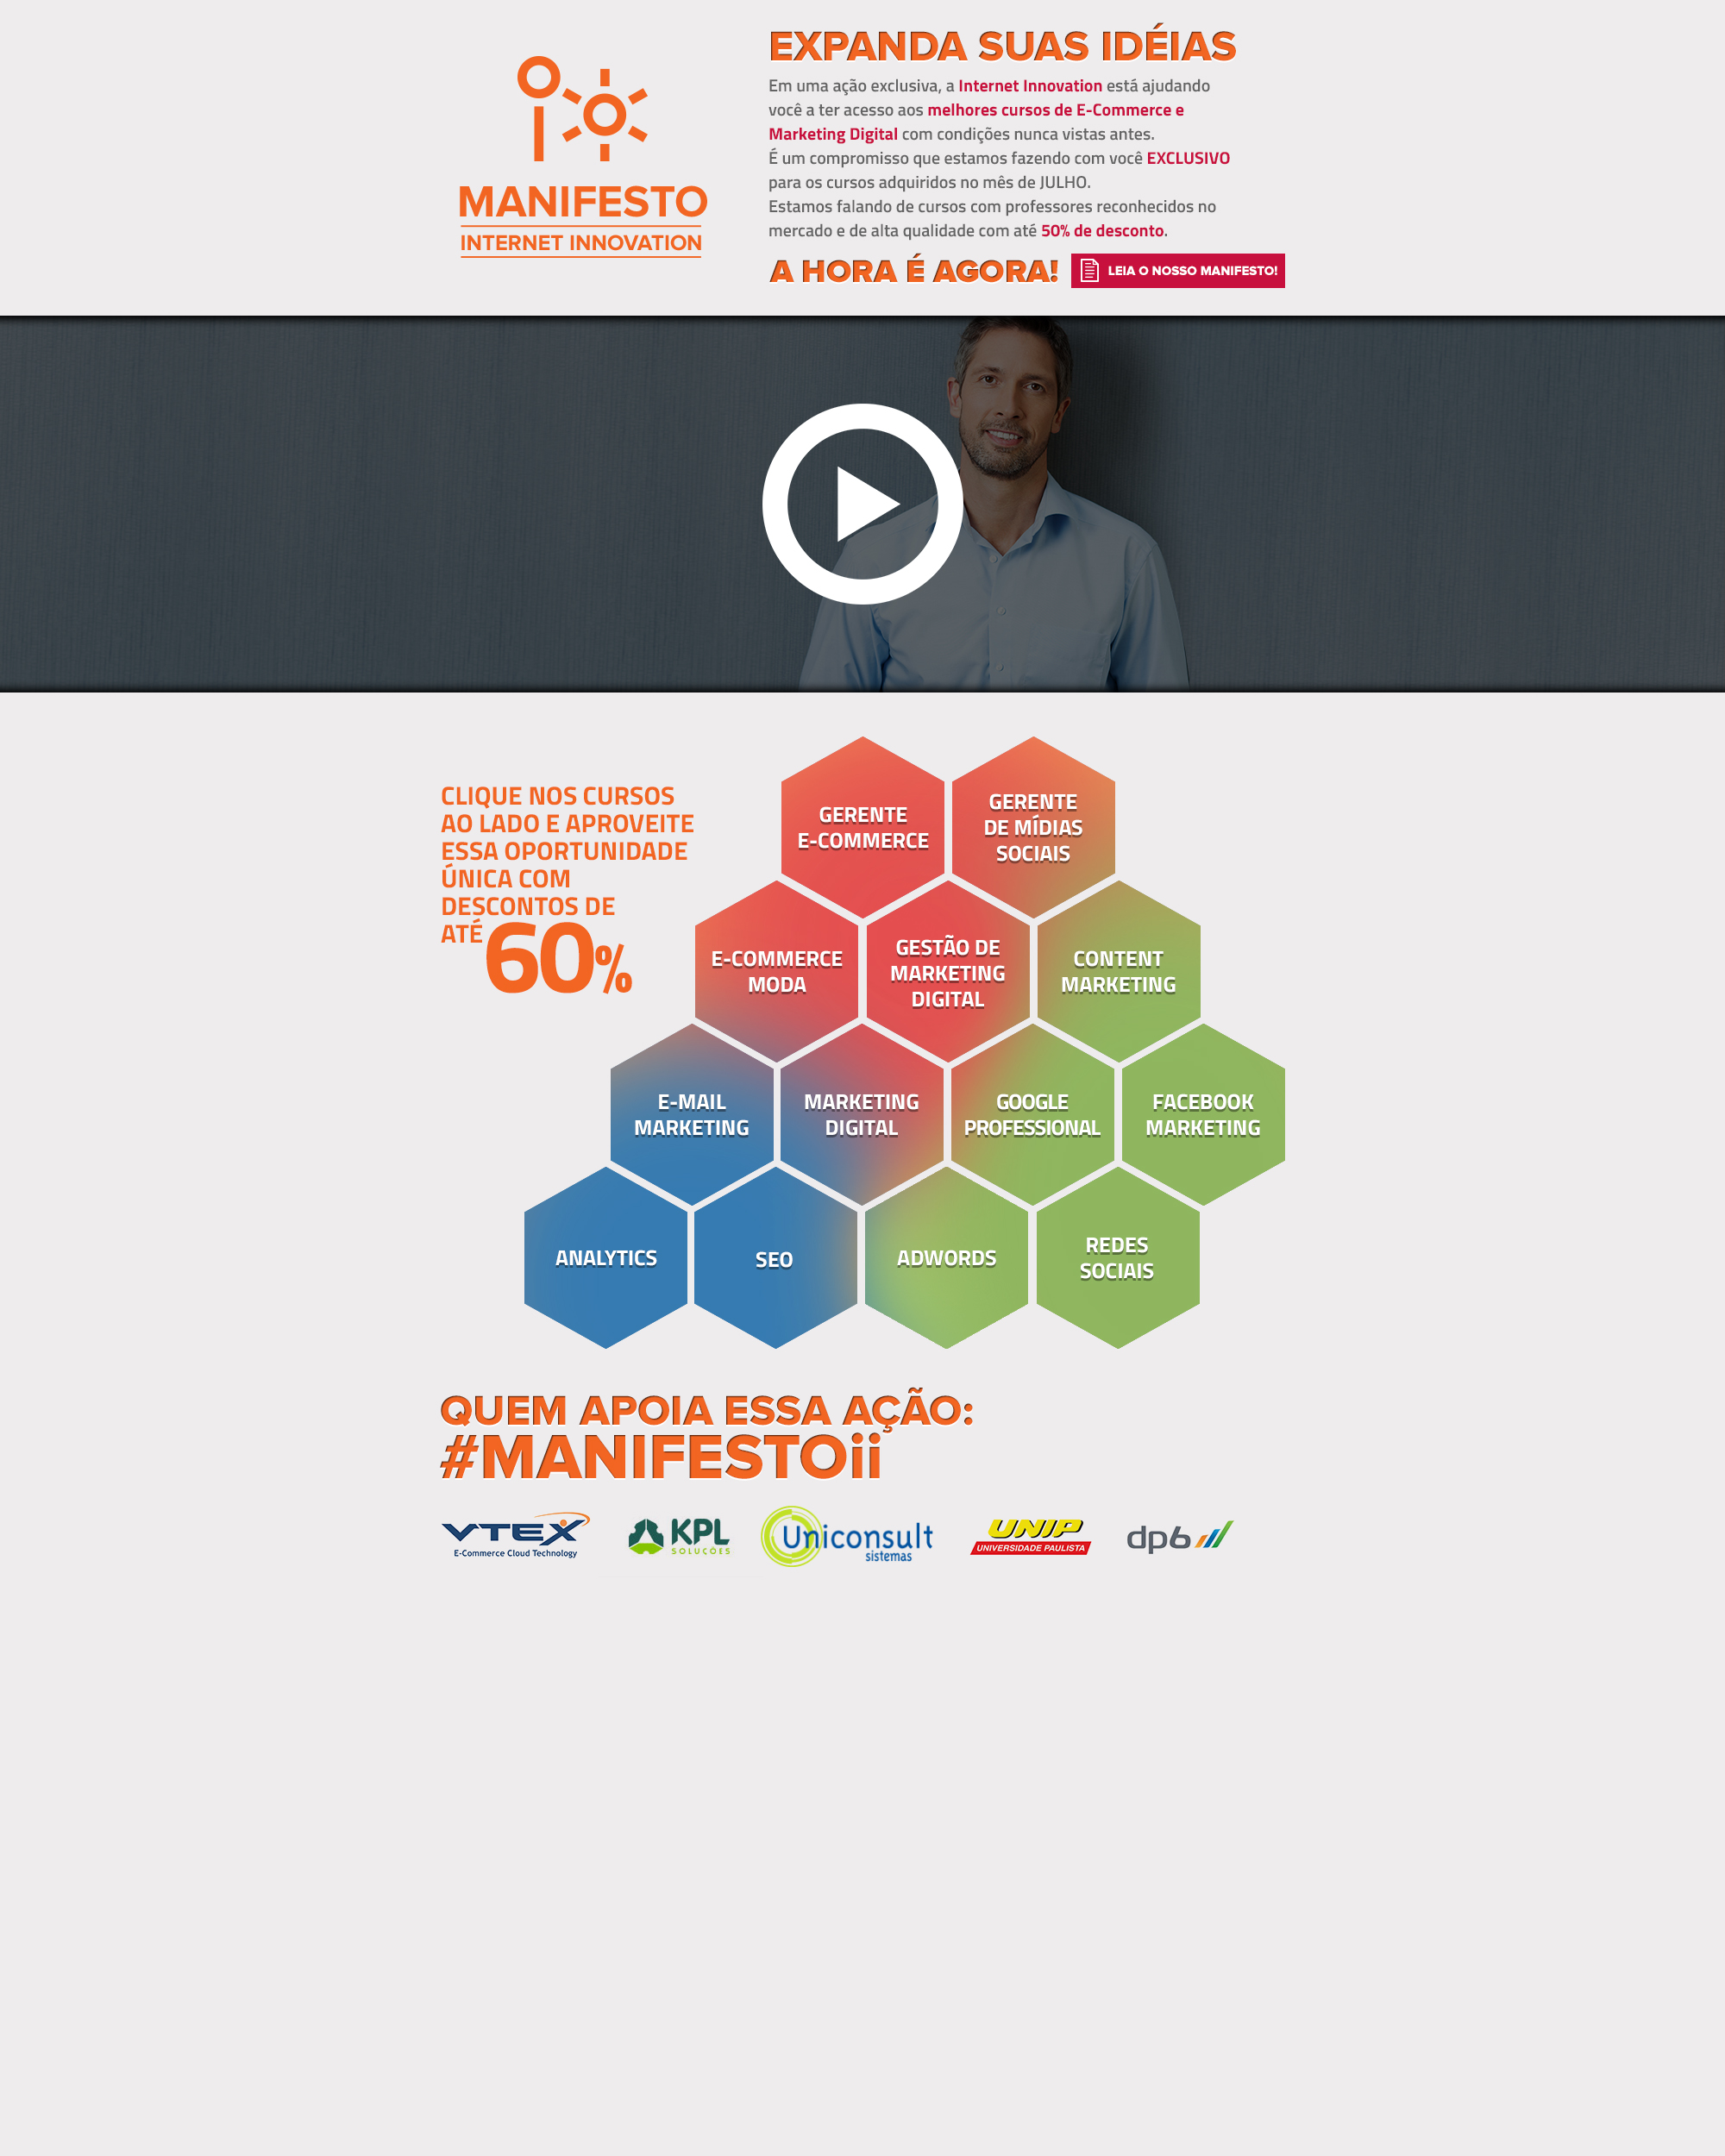 MANIFESTO
INTERNET INNOVATION
EXPANDA SUAS IDÉIAS
Em uma ação exclusiva, a Internet Innovation está ajudando
você a ter acesso aos melhores cursos de E-Commerce e
Marketing Digital com condições nunca vistas antes.
É um compromisso que estamos fazendo com você EXCLUSIVO
para os cursos adquiridos no mês de JULHO.
Estamos falando de cursos com professores reconhecidos no
mercado e de alta qualidade com até 50% de desconto.
A HORA É AGORA!
LEIA O NOSSO MANIFESTO!
CLIQUE NOS CURSOS
AO LADO E APROVEITE
ESSA OPORTUNIDADE
ÚNICA COM
DESCONTOS DE
ATÉ 60%
GERENTE
E-COMMERCE
GERENTE
DE MÍDIAS
SOCIAIS
E-COMMERCE
MODA
GESTÃO DE
MARKETING
DIGITAL
CONTENT
MARKETING
E-MAIL
MARKETING
MARKETING
DIGITAL
GOOGLE
PROFESSIONAL
FACEBOOK
MARKETING
ANALYTICS
SEO
ADWORDS
REDES
SOCIAIS
QUEM APOIA ESSA AÇÃO:
#MANIFESTOii
VTEX
E-Commerce Cloud Technology
KPL
SOLUÇÕES
Uniconsult
sistemas
UNIP
UNIVERSIDADE PAULISTA
dp6